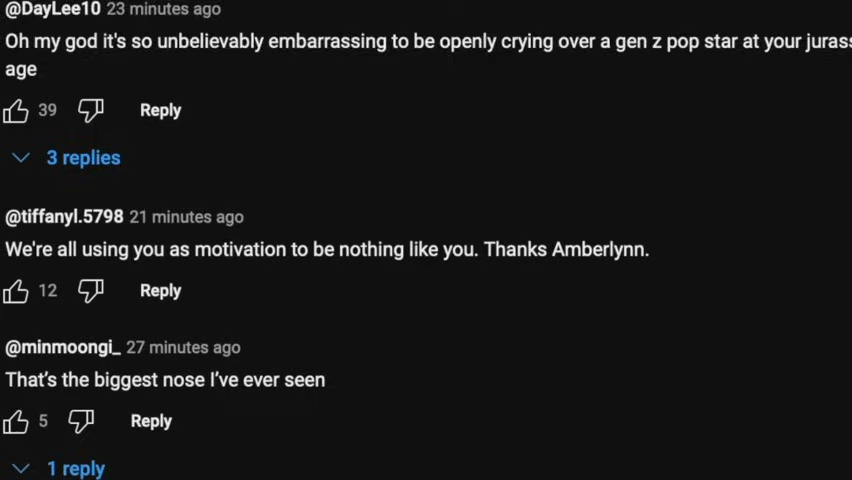 @DayLee10 23 minutes ago
Oh my god it's so unbelievably embarrassing to be openly crying over a gen z pop star at your jurass
age
39 Reply
3 replies
@tiffanyl.5798 21 minutes ago
We're all using you as motivation to be nothing like you. Thanks Amberlynn.
12 Reply
@minmoongi_ 27 minutes ago
That's the biggest nose I've ever seen
5 Reply
1 reply